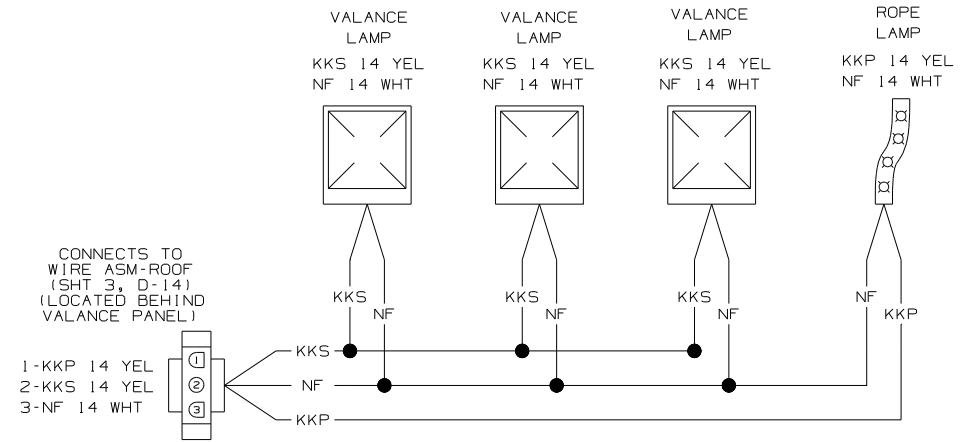 VALANCE
LAMP
KKS 14 YEL
NF 14 WHT
VALANCE
LAMP
KKS 14 YEL
NF 14 WHT
VALANCE
LAMP
KKS 14 YEL
NF 14 WHT
ROPE
LAMP
KKP 14 YEL
NF 14 WHT
CONNECTS TO
WIRE ASM-ROOF
(SHT 3, D-14)
(LOCATED BEHIND
VALANCE PANEL)
KKS
NF
KKS
NF
KKS
NF
NF
KKP
1-KKP 14 YEL
2-KKS 14 YEL
3-NF 14 WHT
1
2
3
KKS
NF
KKP